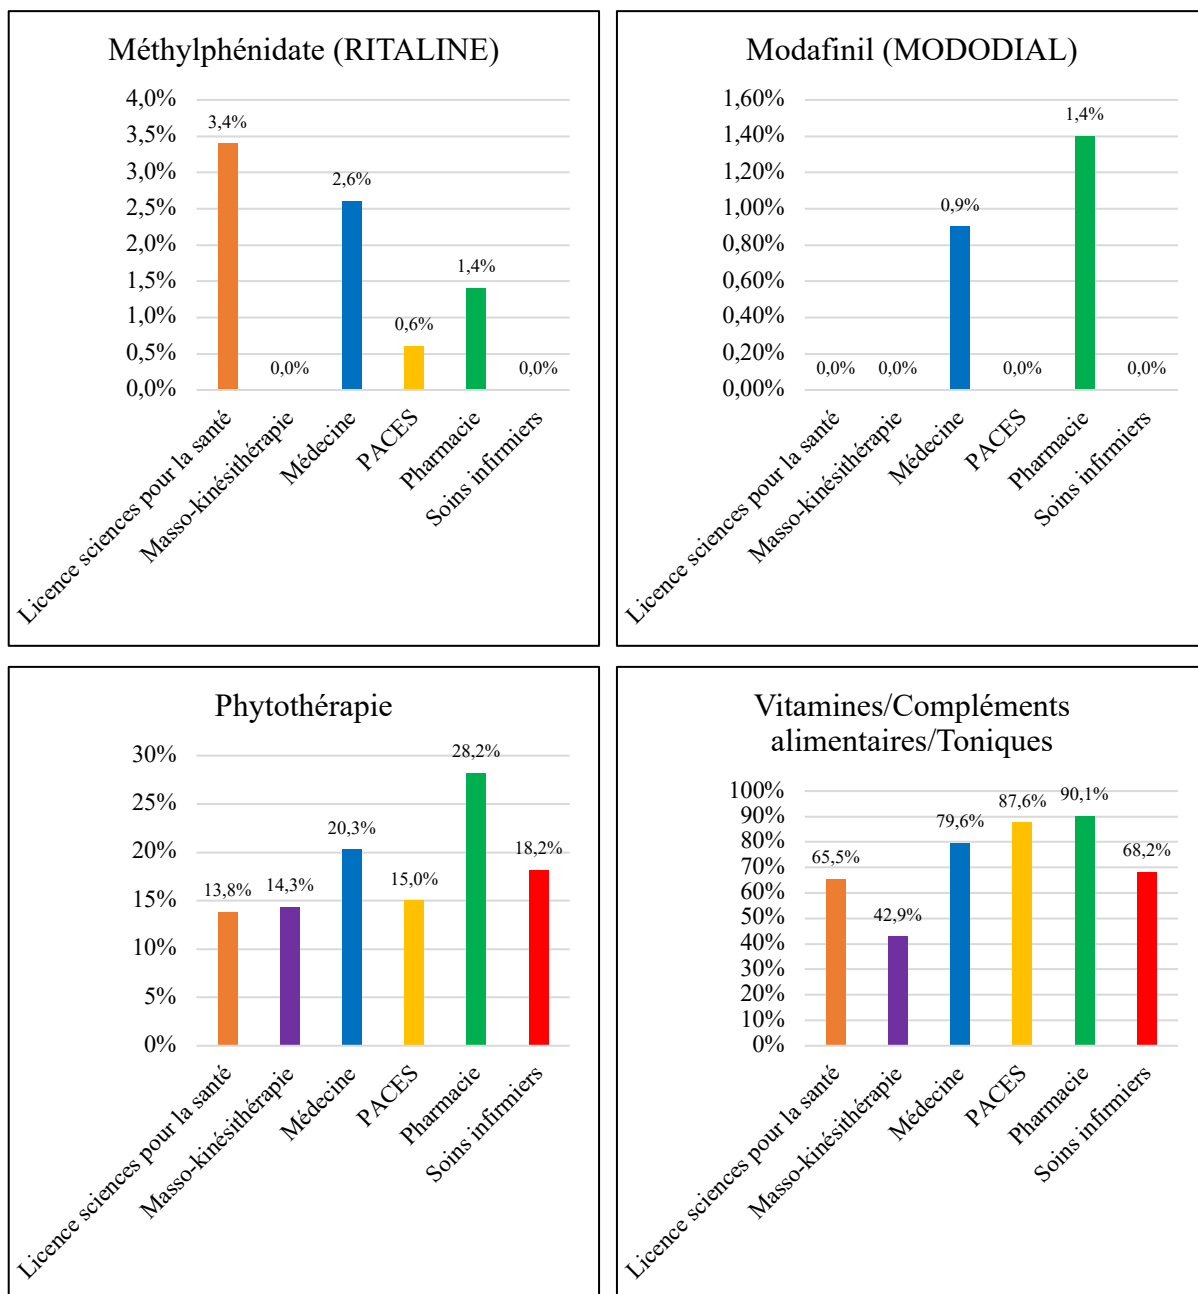 Méthylphénidate (RITALINE)
4,0%
3,5%
3,0%
2,5%
2,0%
1,5%
1,0%
0,5%
0,0%
3,4%
0,0%
2,6%
0,6%
1,4%
0,0%
Licence sciences pour la santé
Masso-kinésithérapie
Médecine
PACES
Pharmacie
Soins infirmiers
Modafinil (MODODIAL)
1,60%
1,40%
1,20%
1,00%
0,80%
0,60%
0,40%
0,20%
0,00%
0,0%
0,0%
0,9%
0,0%
1,4%
0,0%
Licence sciences pour la santé
Masso-kinésithérapie
Médecine
PACES
Pharmacie
Soins infirmiers
Phytothérapie
30%
25%
20%
15%
10%
5%
0%
13,8%
14,3%
20,3%
15,0%
28,2%
18,2%
Licence sciences pour la santé
Masso-kinésithérapie
Médecine
PACES
Pharmacie
Soins infirmiers
Vitamines/Compléments
alimentaires/Toniques
100%
90%
80%
70%
60%
50%
40%
30%
20%
10%
0%
65,5%
42,9%
79,6%
87,6%
90,1%
68,2%
Licence sciences pour la santé
Masso-kinésithérapie
Médecine
PACES
Pharmacie
Soins infirmiers